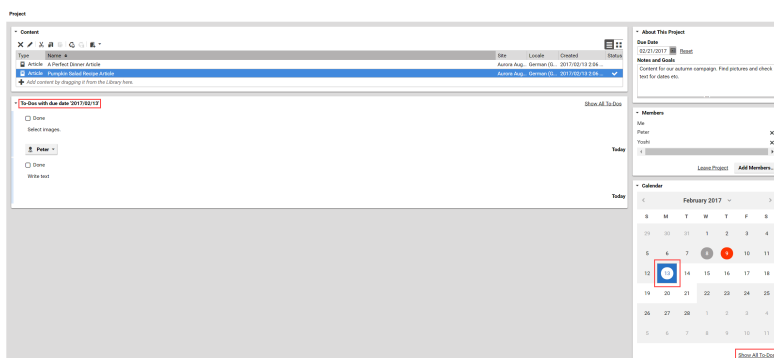 Project
Content
Type Name Site Locale Created Status
Article A Perfect Dinner Article Aurora Aug... German (G... 2017/02/13 2:06 ...
Article Pumpkin Salad Recipe Article Aurora Aug... German (G... 2017/02/13 2:06 ...
Add content by dragging it from the Library here.
To-Dos with due date '2017/02/13' Show All To-Dos
Done
Select images.
Peter Today
Done
Write text
Today
About This Project
Due Date
02/21/2017 Reset
Notes and Goals
Content for our autumn campaign. Find pictures and check
text for dates etc.
Members
Me
Peter
Yoshi
Leave Project Add Members...
Calendar
February 2017
S M T W T F S
29 30 31 1 2 3 4
5 6 7 8 9 10 11
12 13 14 15 16 17 18
19 20 21 22 23 24 25
26 27 28 1 2 3 4
5 6 7 8 9 10 11
Show All To-Dos